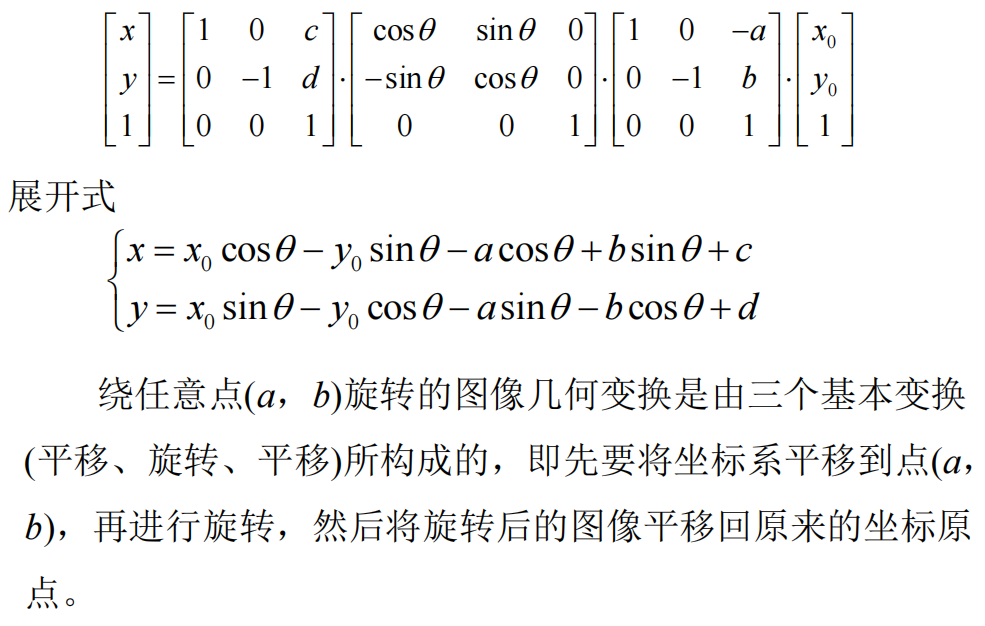 [x y 1]ᵀ = [1 0 c; 0 −1 d; 0 0 1] · [cosθ sinθ 0; −sinθ cosθ 0; 0 0 1] · [1 0 −a; 0 −1 b; 0 0 1] · [x₀ y₀ 1]ᵀ
展开式
x = x₀ cosθ − y₀ sinθ − a cosθ + b sinθ + c
y = x₀ sinθ − y₀ cosθ − a sinθ − b cosθ + d
绕任意点(a，b)旋转的图像几何变换是由三个基本变换
(平移、旋转、平移)所构成的，即先要将坐标系平移到点(a，
b)，再进行旋转，然后将旋转后的图像平移回原来的坐标原
点。